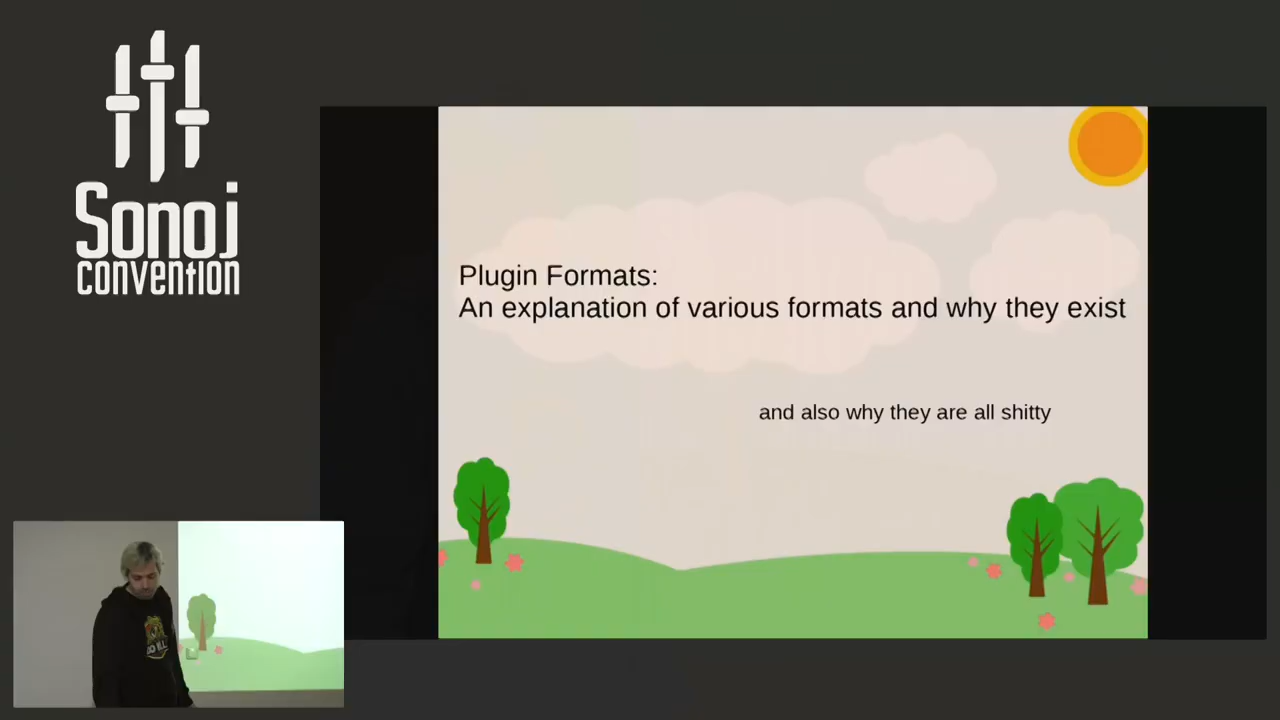 Sonoj
convention
Plugin Formats:
An explanation of various formats and why they exist
and also why they are all shitty